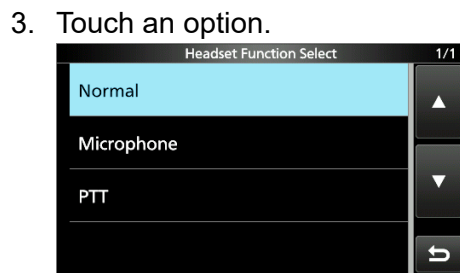 3. Touch an option.
Headset Function Select 1/1
Normal
Microphone
PTT